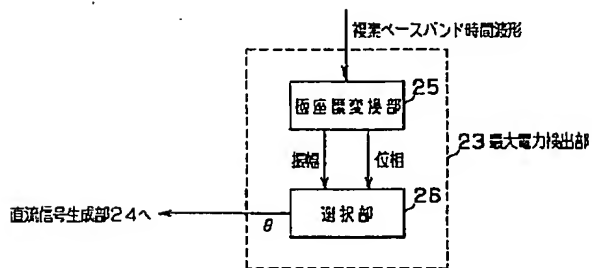 複素ベースバンド時間波形
25
極座標変換部
23 最大電力検出部
振幅
位相
26
選択部
直流信号生成部24へ
θ